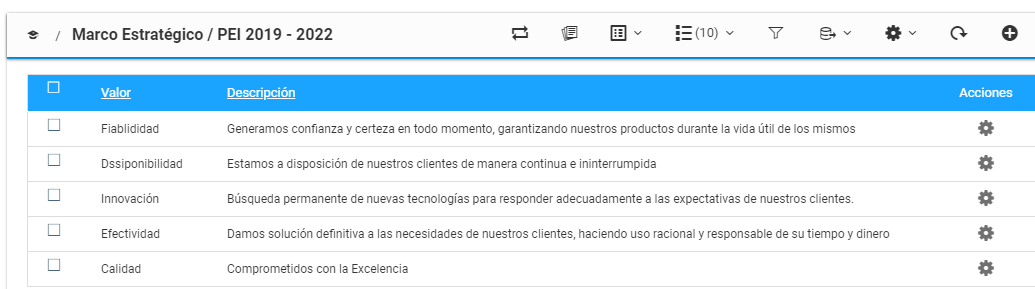 / Marco Estratégico / PEI 2019 - 2022 (10)
Valor Descripción Acciones
Fiablididad Generamos confianza y certeza en todo momento, garantizando nuestros productos durante la vida útil de los mismos
Dssiponibilidad Estamos a disposición de nuestros clientes de manera continua e ininterrumpida
Innovación Búsqueda permanente de nuevas tecnologías para responder adecuadamente a las expectativas de nuestros clientes.
Efectividad Damos solución definitiva a las necesidades de nuestros clientes, haciendo uso racional y responsable de su tiempo y dinero
Calidad Comprometidos con la Excelencia